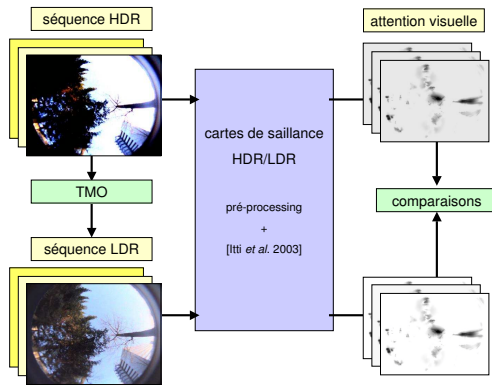 séquence HDR
attention visuelle
cartes de saillance
HDR/LDR
pré-processing
+
[Itti et al. 2003]
TMO
comparaisons
séquence LDR